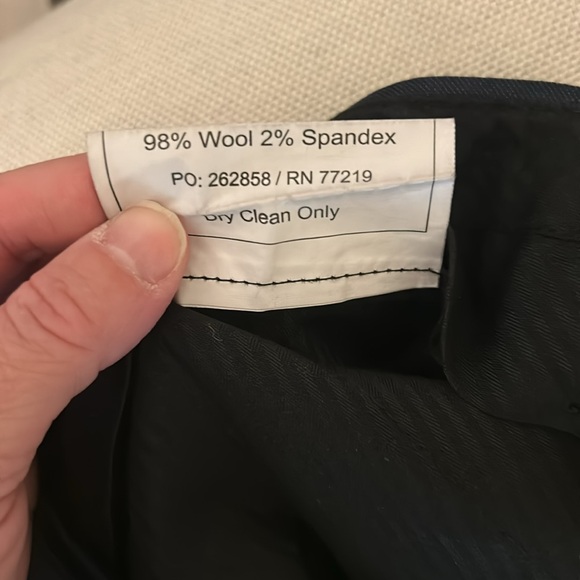 98% Wool 2% Spandex
PO: 262858 / RN 77219
Dry Clean Only